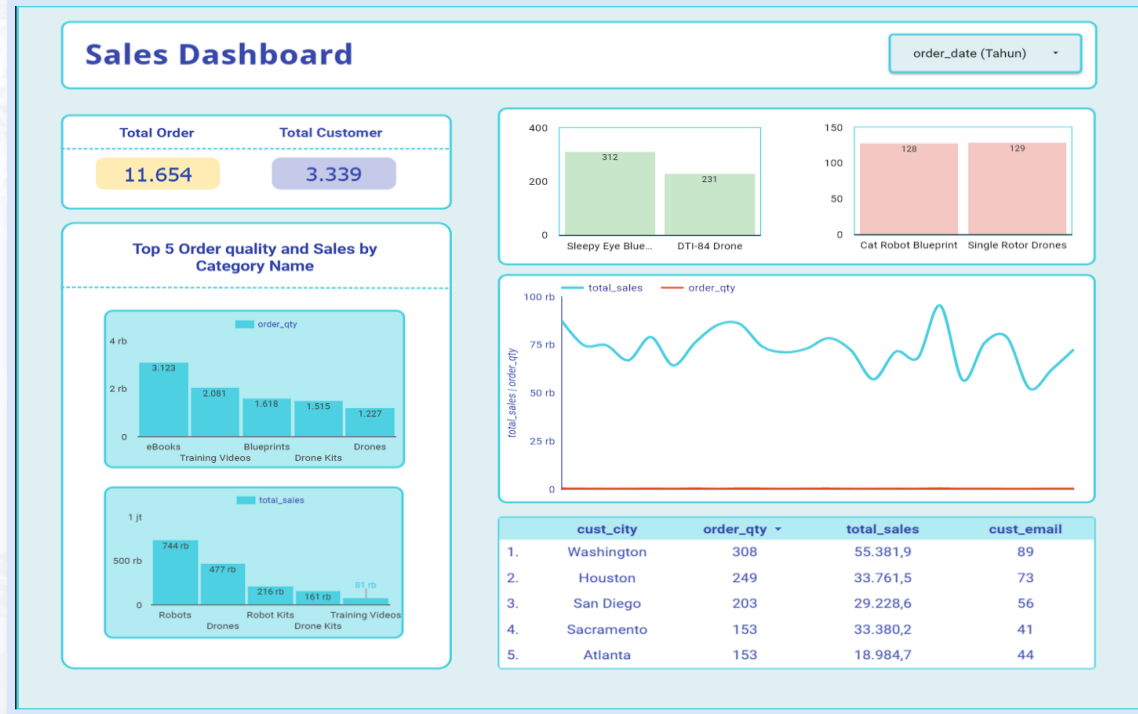 Sales Dashboard
order_date (Tahun)
Total Order
Total Customer
11.654
3.339
Top 5 Order quality and Sales by
Category Name
order_qty
4 rb
2 rb
0
3.123
2.081
1.618
1.515
1.227
eBooks
Training Videos
Blueprints
Drone Kits
Drones
total_sales
1 jt
500 rb
0
744 rb
477 rb
216 rb
161 rb
81 rb
Robots
Drones
Robot Kits
Drone Kits
Training Videos
400
200
0
312
231
Sleepy Eye Blue...
DTI-84 Drone
150
100
50
0
128
129
Cat Robot Blueprint
Single Rotor Drones
total_sales
order_qty
total_sales | order_qty
100 rb
75 rb
50 rb
25 rb
0
cust_city order_qty total_sales cust_email
1. Washington 308 55.381,9 89
2. Houston 249 33.761,5 73
3. San Diego 203 29.228,6 56
4. Sacramento 153 33.380,2 41
5. Atlanta 153 18.984,7 44